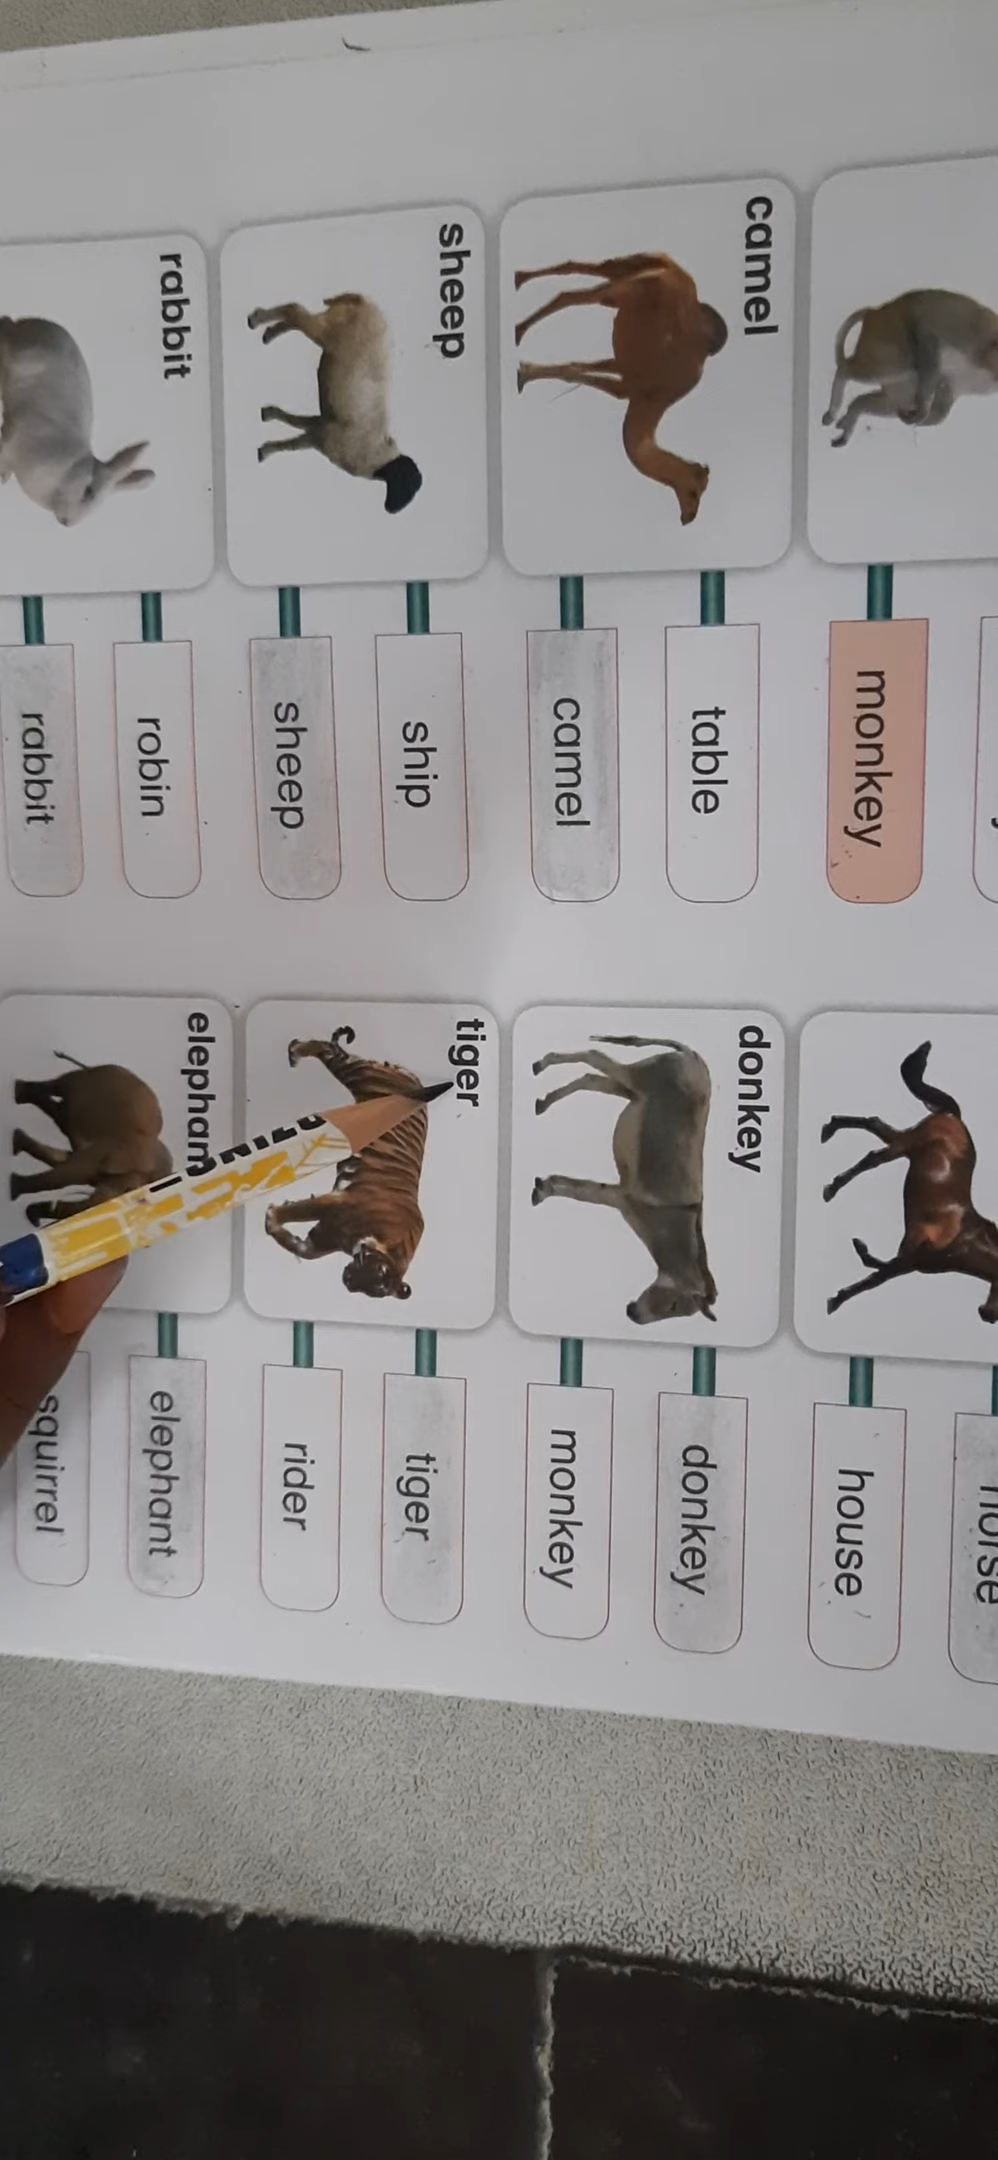 horse
monkey
house
camel
table
camel
donkey
donkey
monkey
sheep
ship
sheep
tiger
tiger
rider
rabbit
robin
rabbit
elephan
elephant
squirrel